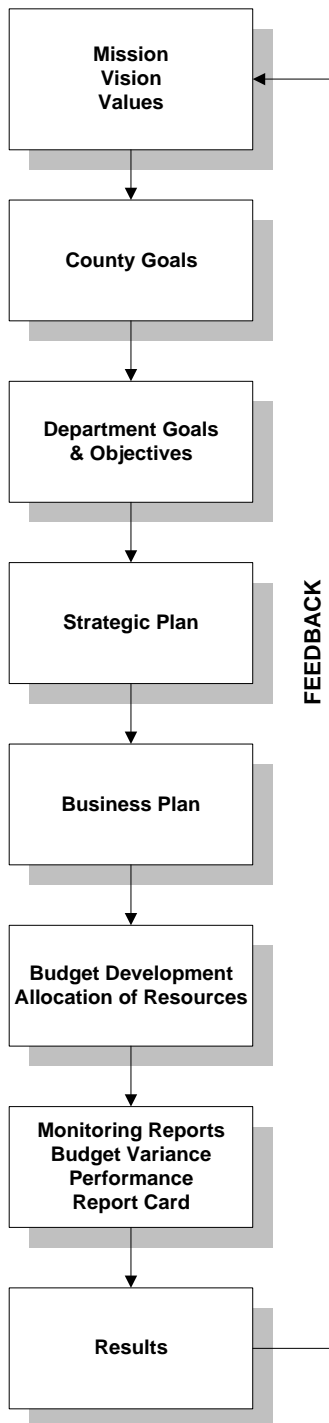 Mission
Vision
Values
County Goals
Department Goals
& Objectives
Strategic Plan
FEEDBACK
Business Plan
Budget Development
Allocation of Resources
Monitoring Reports
Budget Variance
Performance
Report Card
Results